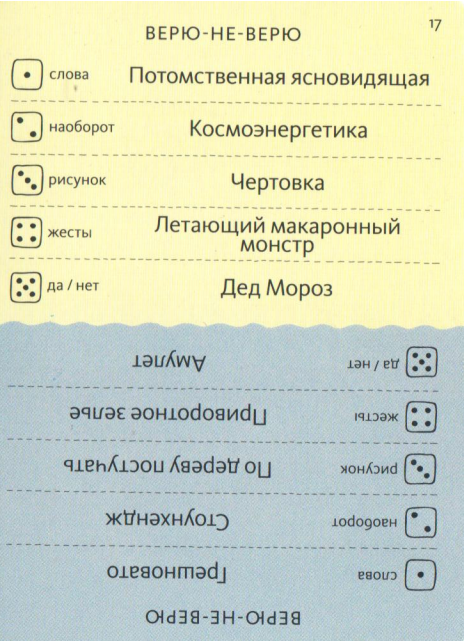 17
ВЕРЮ-НЕ-ВЕРЮ
слова Потомственная ясновидящая
наоборот Космоэнергетика
рисунок Чертовка
жесты Летающий макаронный
монстр
да / нет Дед Мороз
ВЕРЮ-НЕ-ВЕРЮ
слова Грешновато
наоборот Стоунхендж
рисунок По дереву постучать
жесты Приворотное зелье
да / нет Амулет